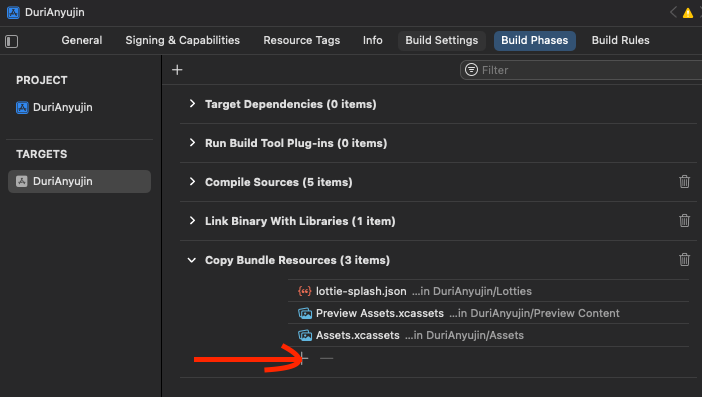 DuriAnyujin
General Signing & Capabilities Resource Tags Info Build Settings Build Phases Build Rules
Filter
PROJECT
DuriAnyujin
TARGETS
DuriAnyujin
Target Dependencies (0 items)
Run Build Tool Plug-ins (0 items)
Compile Sources (5 items)
Link Binary With Libraries (1 item)
Copy Bundle Resources (3 items)
lottie-splash.json ...in DuriAnyujin/Lotties
Preview Assets.xcassets ...in DuriAnyujin/Preview Content
Assets.xcassets ...in DuriAnyujin/Assets